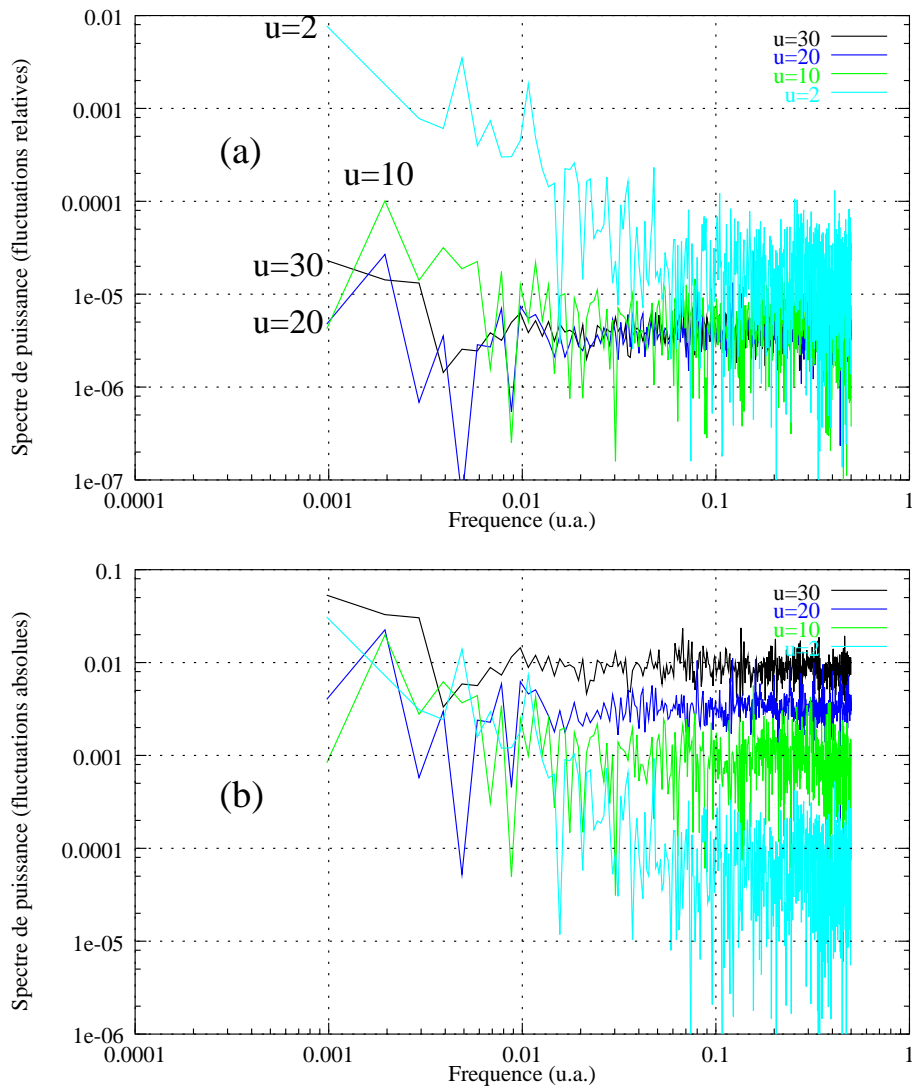 0.01
0.001
0.0001
1e-05
1e-06
1e-07
0.0001
0.001
0.01
0.1
1
Spectre de puissance (fluctuations relatives)
Frequence (u.a.)
u=2
(a)
u=10
u=30
u=20
u=30
u=20
u=10
u=2
0.1
0.01
0.001
0.0001
1e-05
1e-06
0.0001
0.001
0.01
0.1
1
Spectre de puissance (fluctuations absolues)
Frequence (u.a.)
(b)
u=30
u=20
u=10
u=2